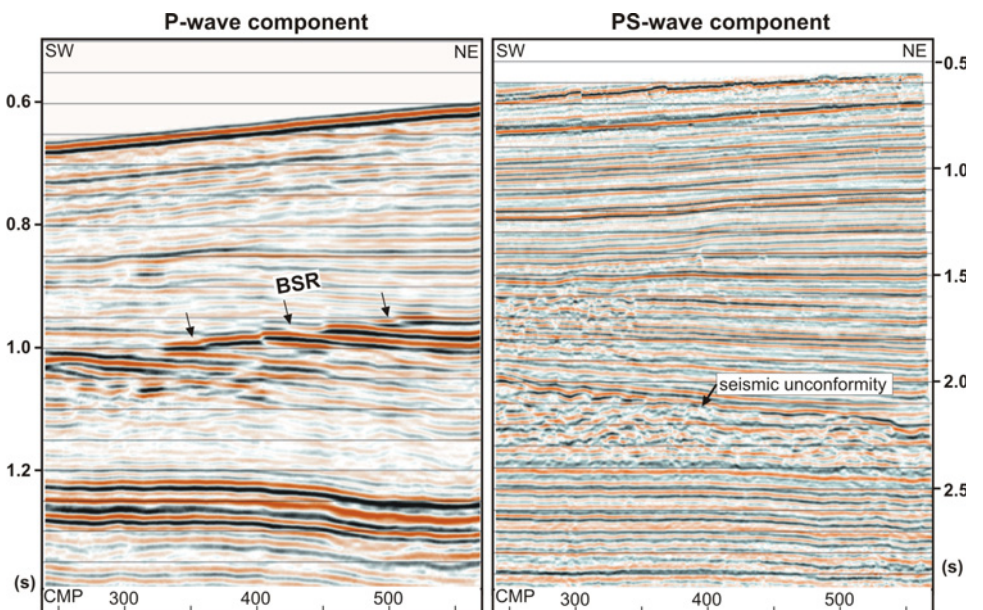 P-wave component
PS-wave component
SW
NE
SW
NE
0.6
0.8
1.0
1.2
(s)
BSR
CMP
300
400
500
seismic unconformity
0.5
1.0
1.5
2.0
2.5
(s)
CMP
300
400
500